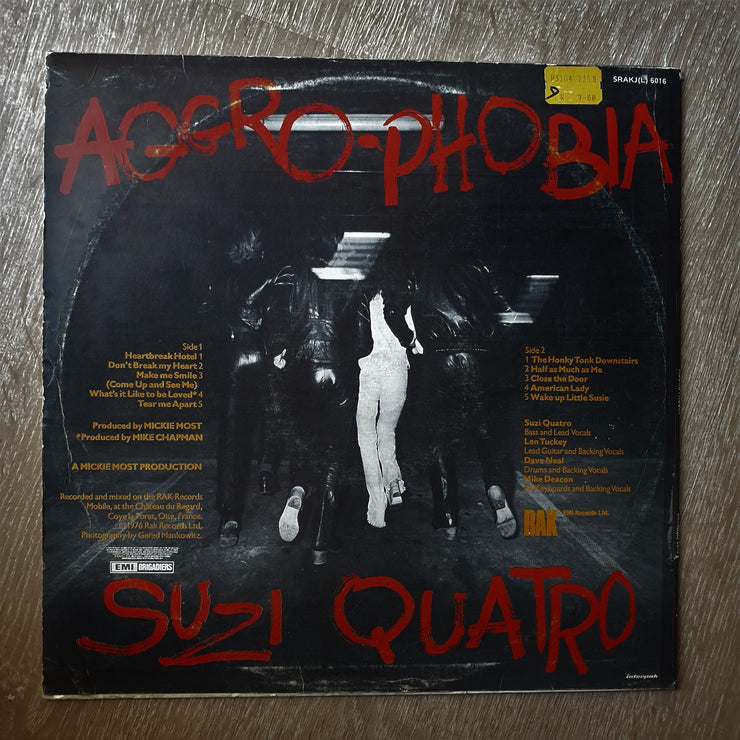 SRAKJ(L) 6016
AGGRO-PHOBIA
Side 1
Heartbreak Hotel 1
Don't Break my Heart 2
Make me Smile 3
(Come Up and See Me)
What's it Like to be Loved* 4
Tear me Apart 5
Produced by MICKIE MOST
*Produced by MIKE CHAPMAN
A MICKIE MOST PRODUCTION
Recorded and mixed on the RAK Records
Mobile, at the Château du Regard,
Coye la Foret, Oise, France.
©1976 Rak Records Ltd.
Photography by Gered Mankowitz.
EMI BRIGADIERS
Side 2
1 The Honky Tonk Downstairs
2 Half as Much as Me
3 Close the Door
4 American Lady
5 Wake up Little Susie
Suzi Quatro
Bass and Lead Vocals
Len Tuckey
Lead Guitar and Backing Vocals
Dave Neal
Drums and Backing Vocals
Mike Deacon
Keyboards and Backing Vocals
RAK EMI Records Ltd.
SUZI QUATRO
interpak